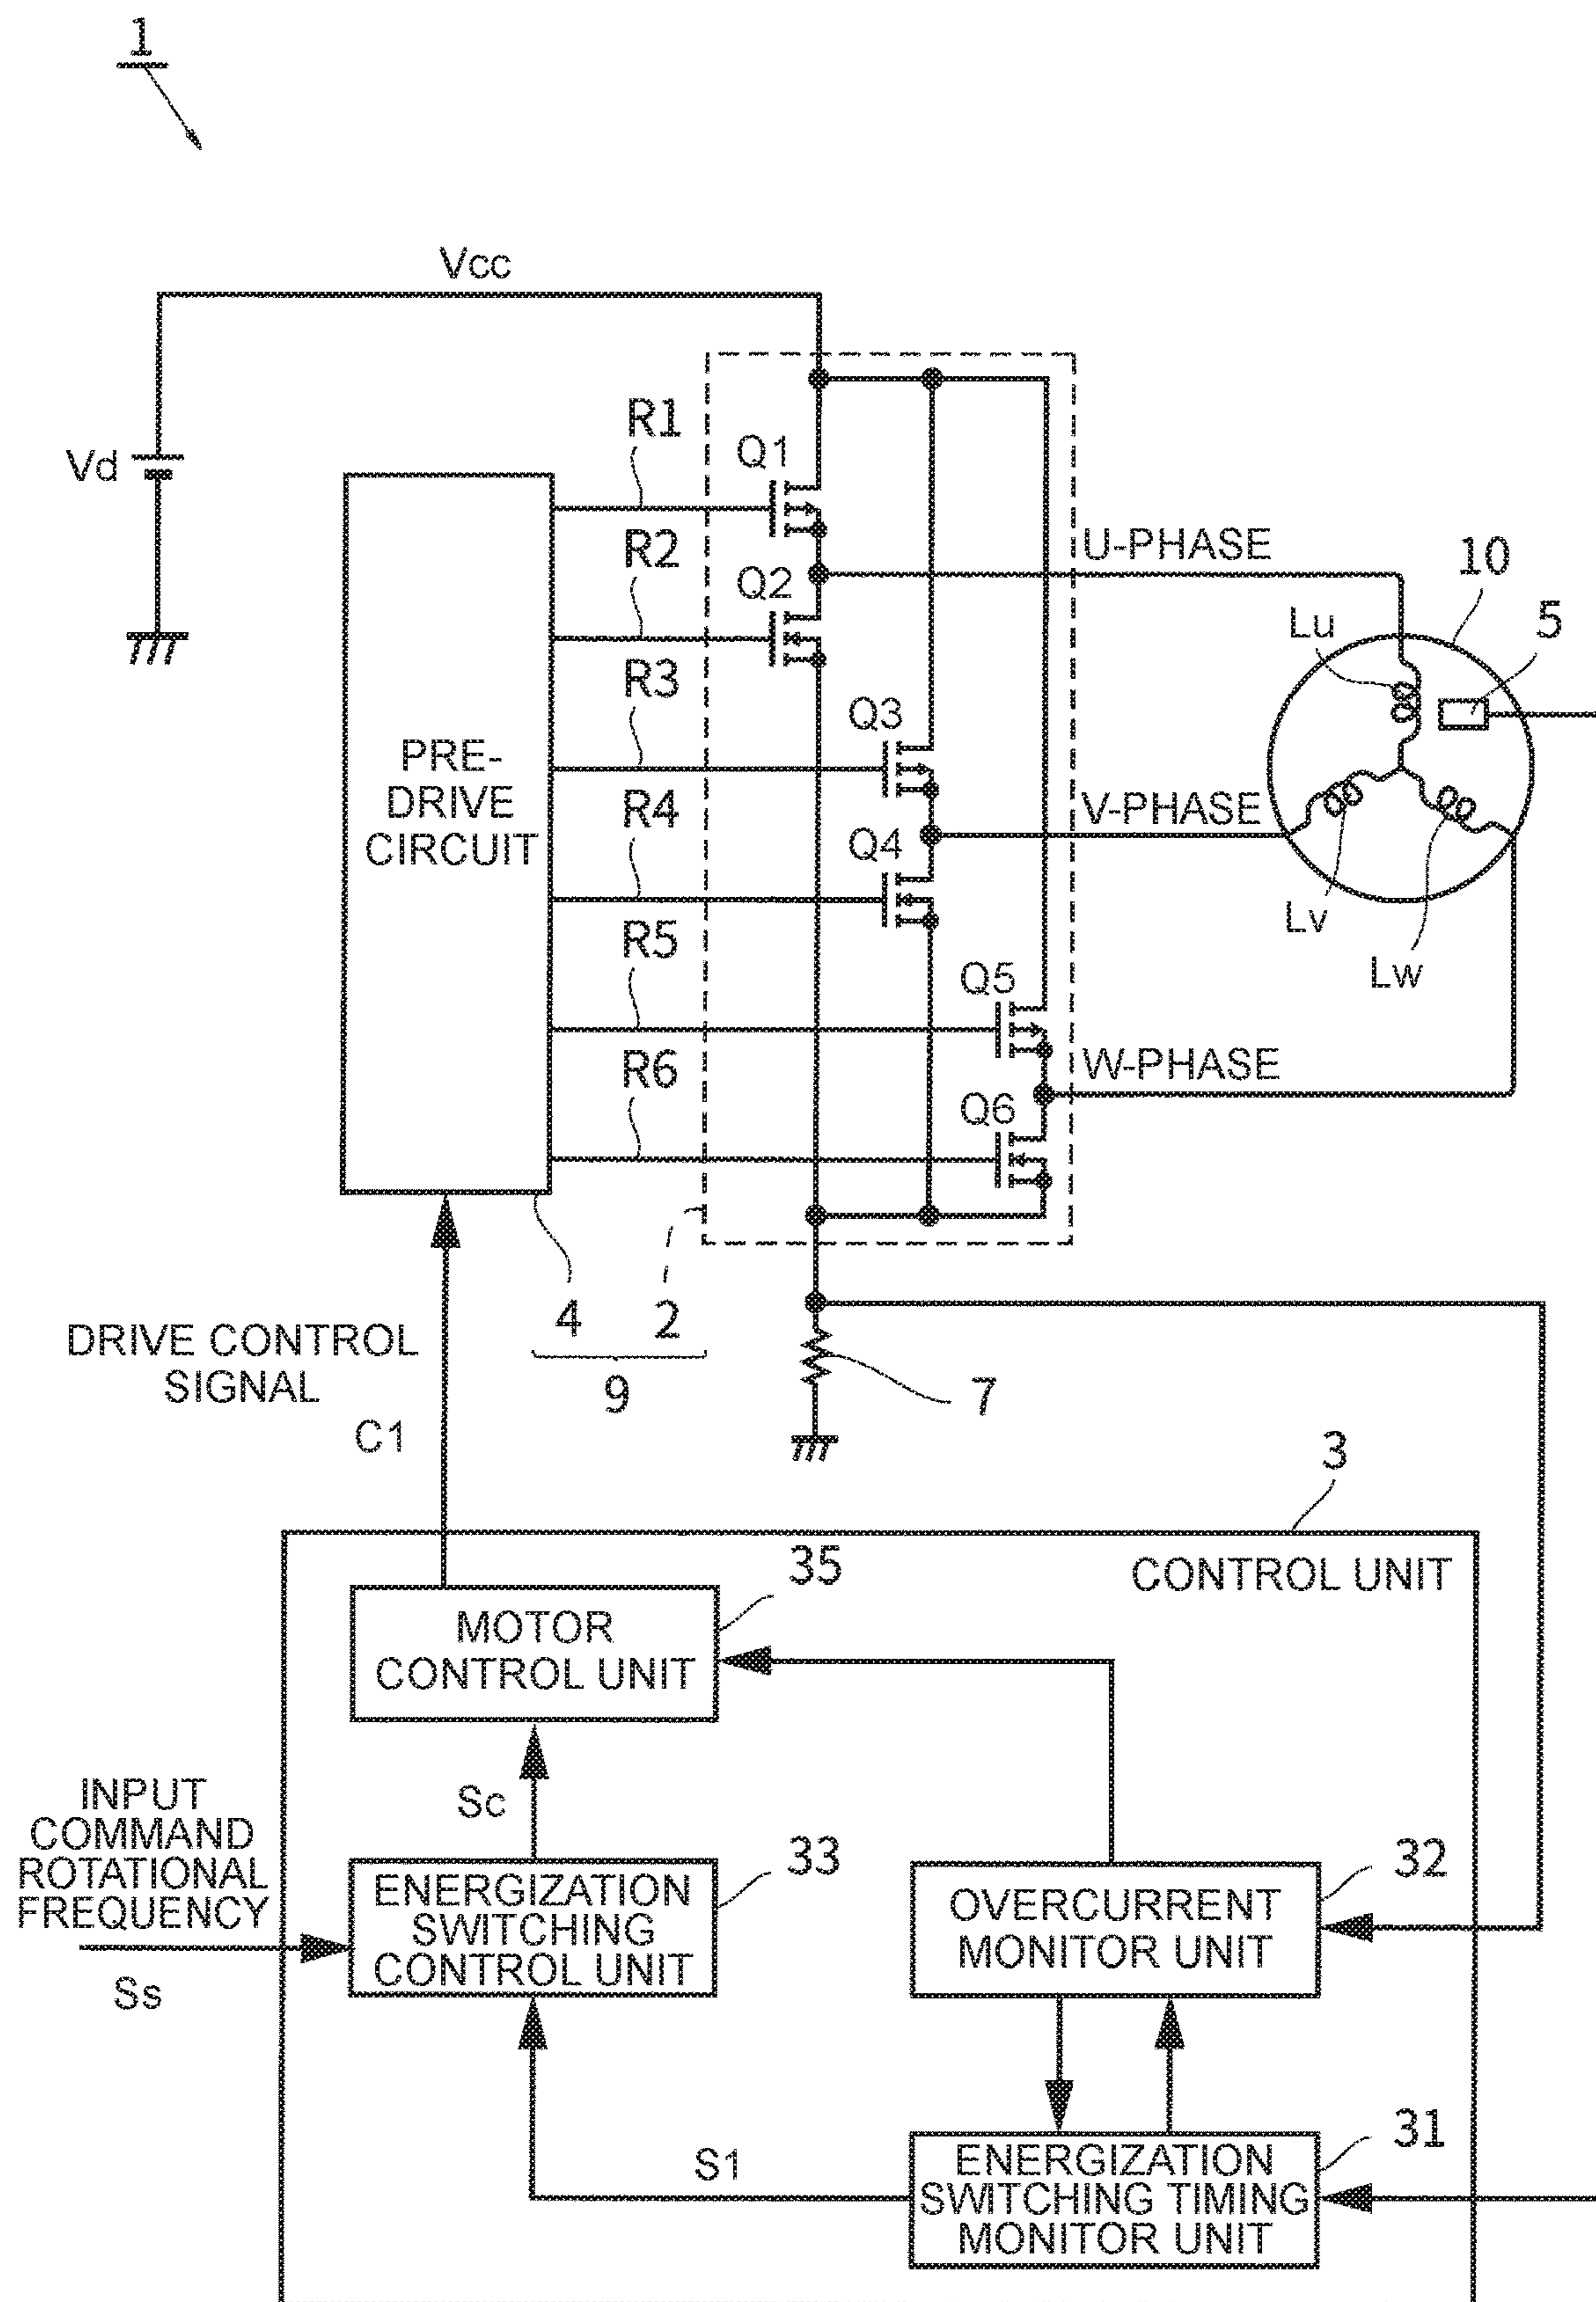 1
Vcc
Vd
R1
Q1
R2
Q2
U-PHASE
10
Lu
5
R3
Q3
PRE-
DRIVE
CIRCUIT
R4
Q4
V-PHASE
Lv
Lw
R5
Q5
R6
Q6
W-PHASE
4
2
9
7
DRIVE CONTROL
SIGNAL
C1
3
CONTROL UNIT
35
MOTOR
CONTROL UNIT
Sc
INPUT
COMMAND
ROTATIONAL
FREQUENCY
Ss
33
ENERGIZATION
SWITCHING
CONTROL UNIT
32
OVERCURRENT
MONITOR UNIT
S1
31
ENERGIZATION
SWITCHING TIMING
MONITOR UNIT